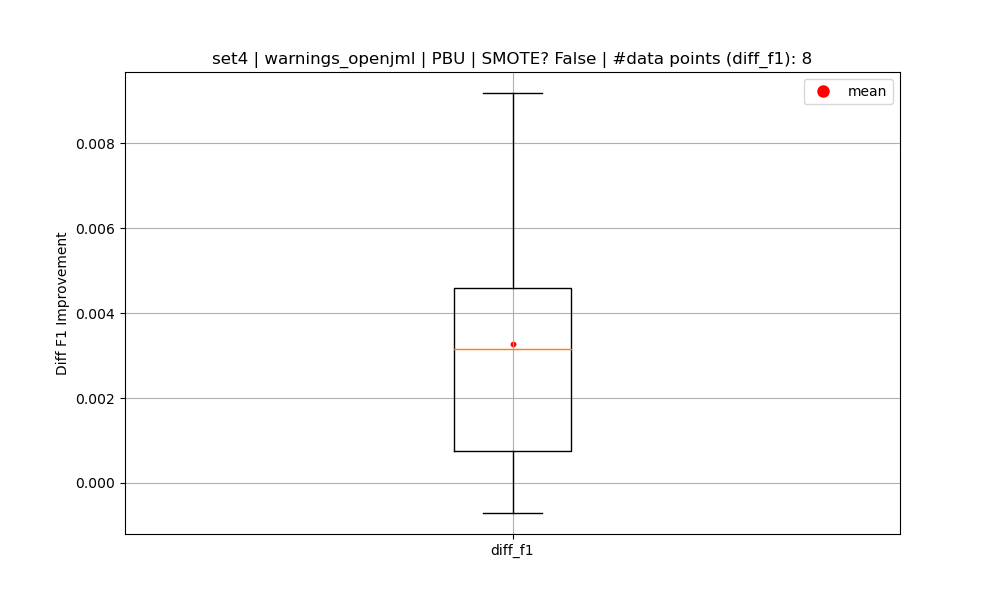 set4 | warnings_openjml | PBU | SMOTE? False | #data points (diff_f1): 8
mean
0.008
0.006
0.004
0.002
0.000
Diff F1 Improvement
diff_f1